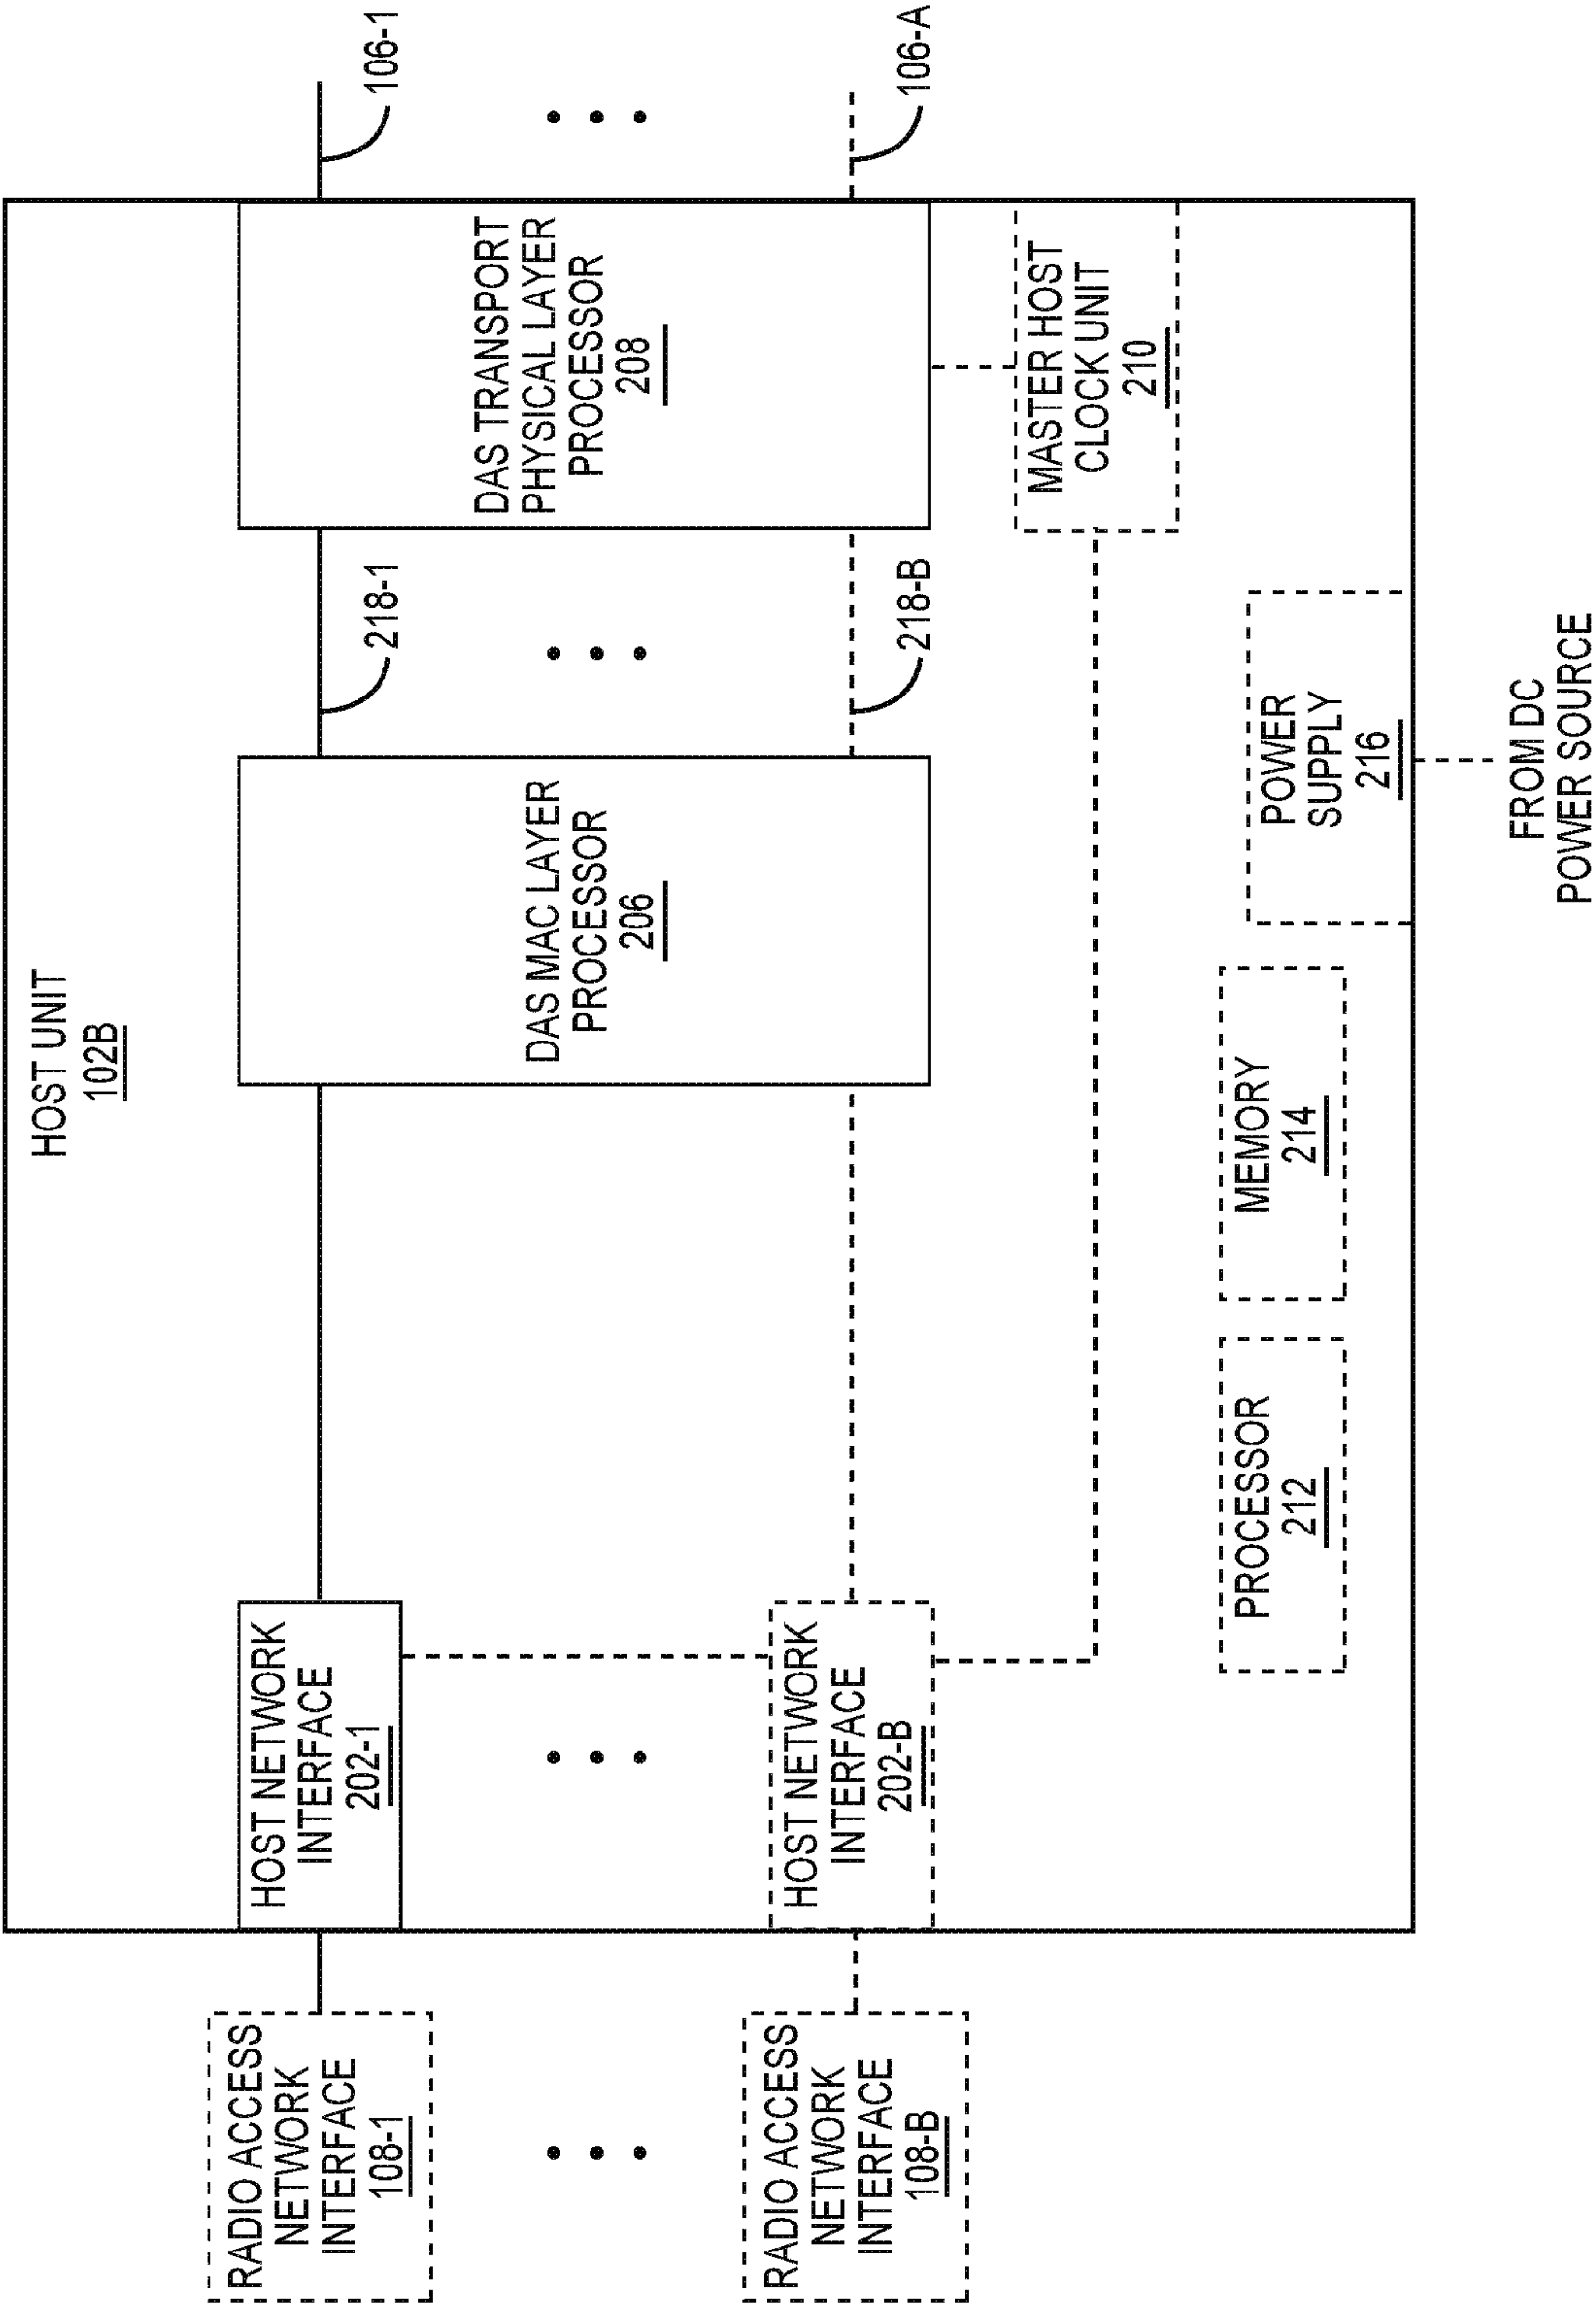 HOST UNIT
102B
RADIO ACCESS
NETWORK
INTERFACE
108-1
HOST NETWORK
INTERFACE
202-1
DAS MAC LAYER
PROCESSOR
206
218-1
DAS TRANSPORT
PHYSICAL LAYER
PROCESSOR
208
106-1
RADIO ACCESS
NETWORK
INTERFACE
108-B
HOST NETWORK
INTERFACE
202-B
218-B
106-A
MASTER HOST
CLOCK UNIT
210
PROCESSOR
212
MEMORY
214
POWER
SUPPLY
216
FROM DC
POWER SOURCE